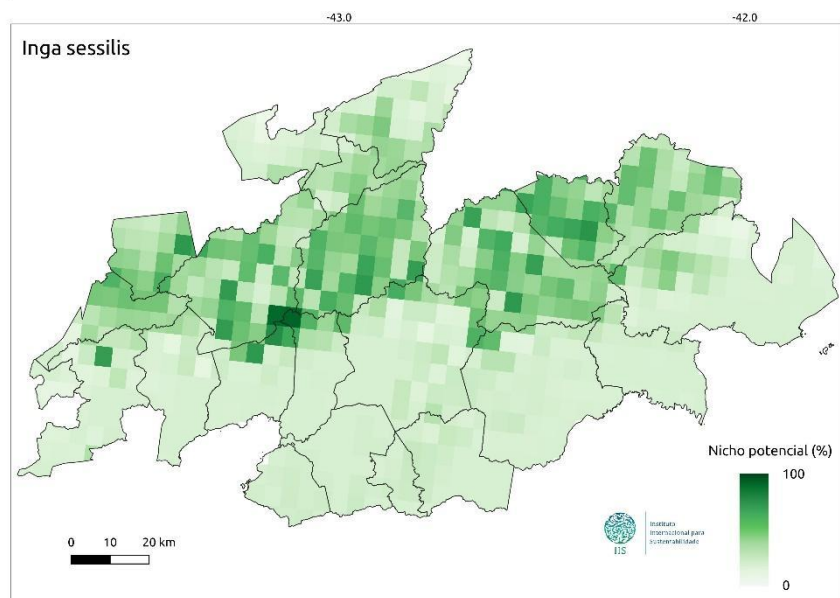 -43.0 -42.0
Inga sessilis
Nicho potencial (%)
100
0
0 10 20 km
Instituto
Internacional para
Sustentabilidade
IIS